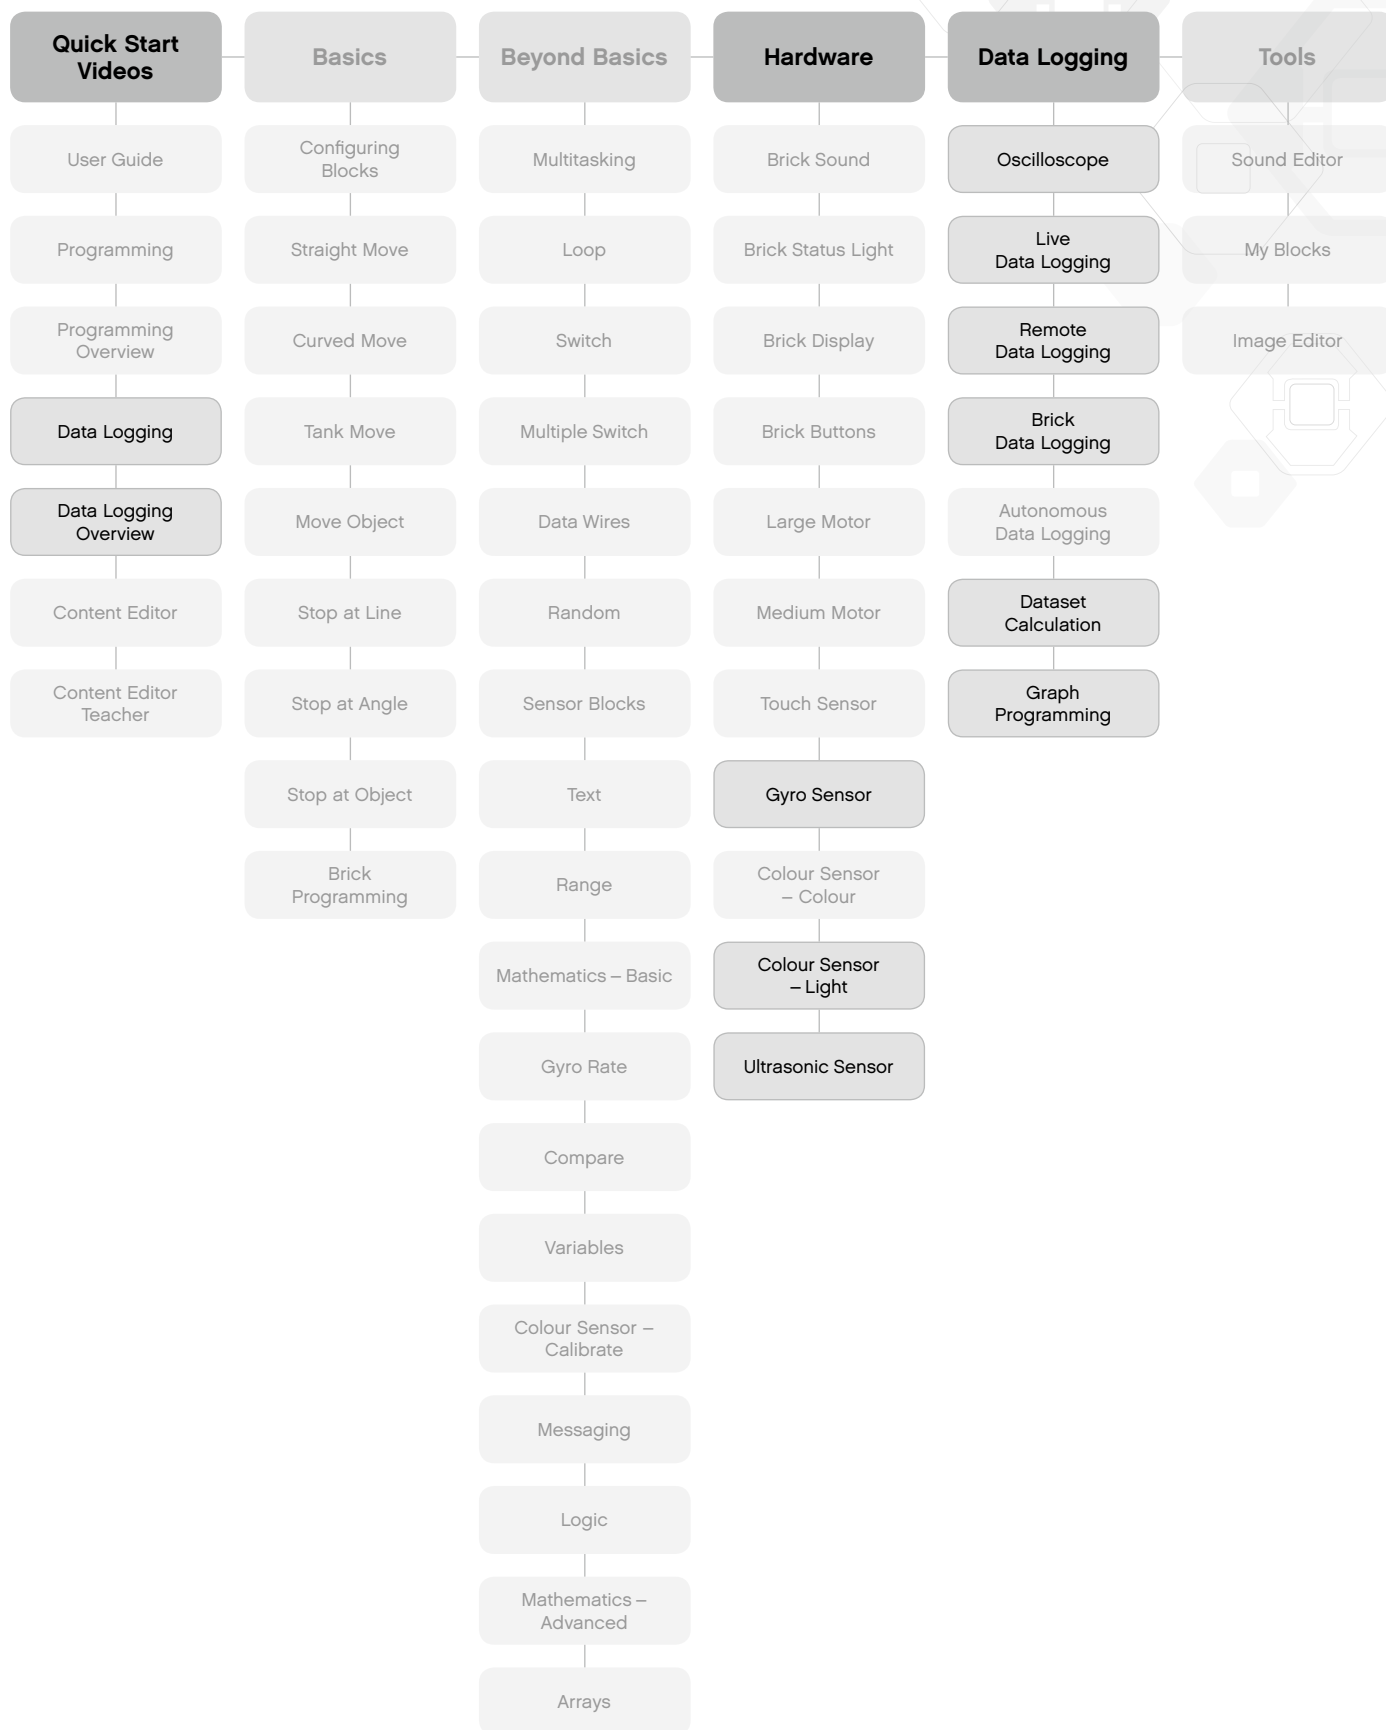 Quick Start
Videos
User Guide
Programming
Programming
Overview
Data Logging
Data Logging
Overview
Content Editor
Content Editor
Teacher
Basics
Configuring
Blocks
Straight Move
Curved Move
Tank Move
Move Object
Stop at Line
Stop at Angle
Stop at Object
Brick
Programming
Beyond Basics
Multitasking
Loop
Switch
Multiple Switch
Data Wires
Random
Sensor Blocks
Text
Range
Mathematics – Basic
Gyro Rate
Compare
Variables
Colour Sensor –
Calibrate
Messaging
Logic
Mathematics –
Advanced
Arrays
Hardware
Brick Sound
Brick Status Light
Brick Display
Brick Buttons
Large Motor
Medium Motor
Touch Sensor
Gyro Sensor
Colour Sensor
– Colour
Colour Sensor
– Light
Ultrasonic Sensor
Data Logging
Oscilloscope
Live
Data Logging
Remote
Data Logging
Brick
Data Logging
Autonomous
Data Logging
Dataset
Calculation
Graph
Programming
Tools
Sound Editor
My Blocks
Image Editor